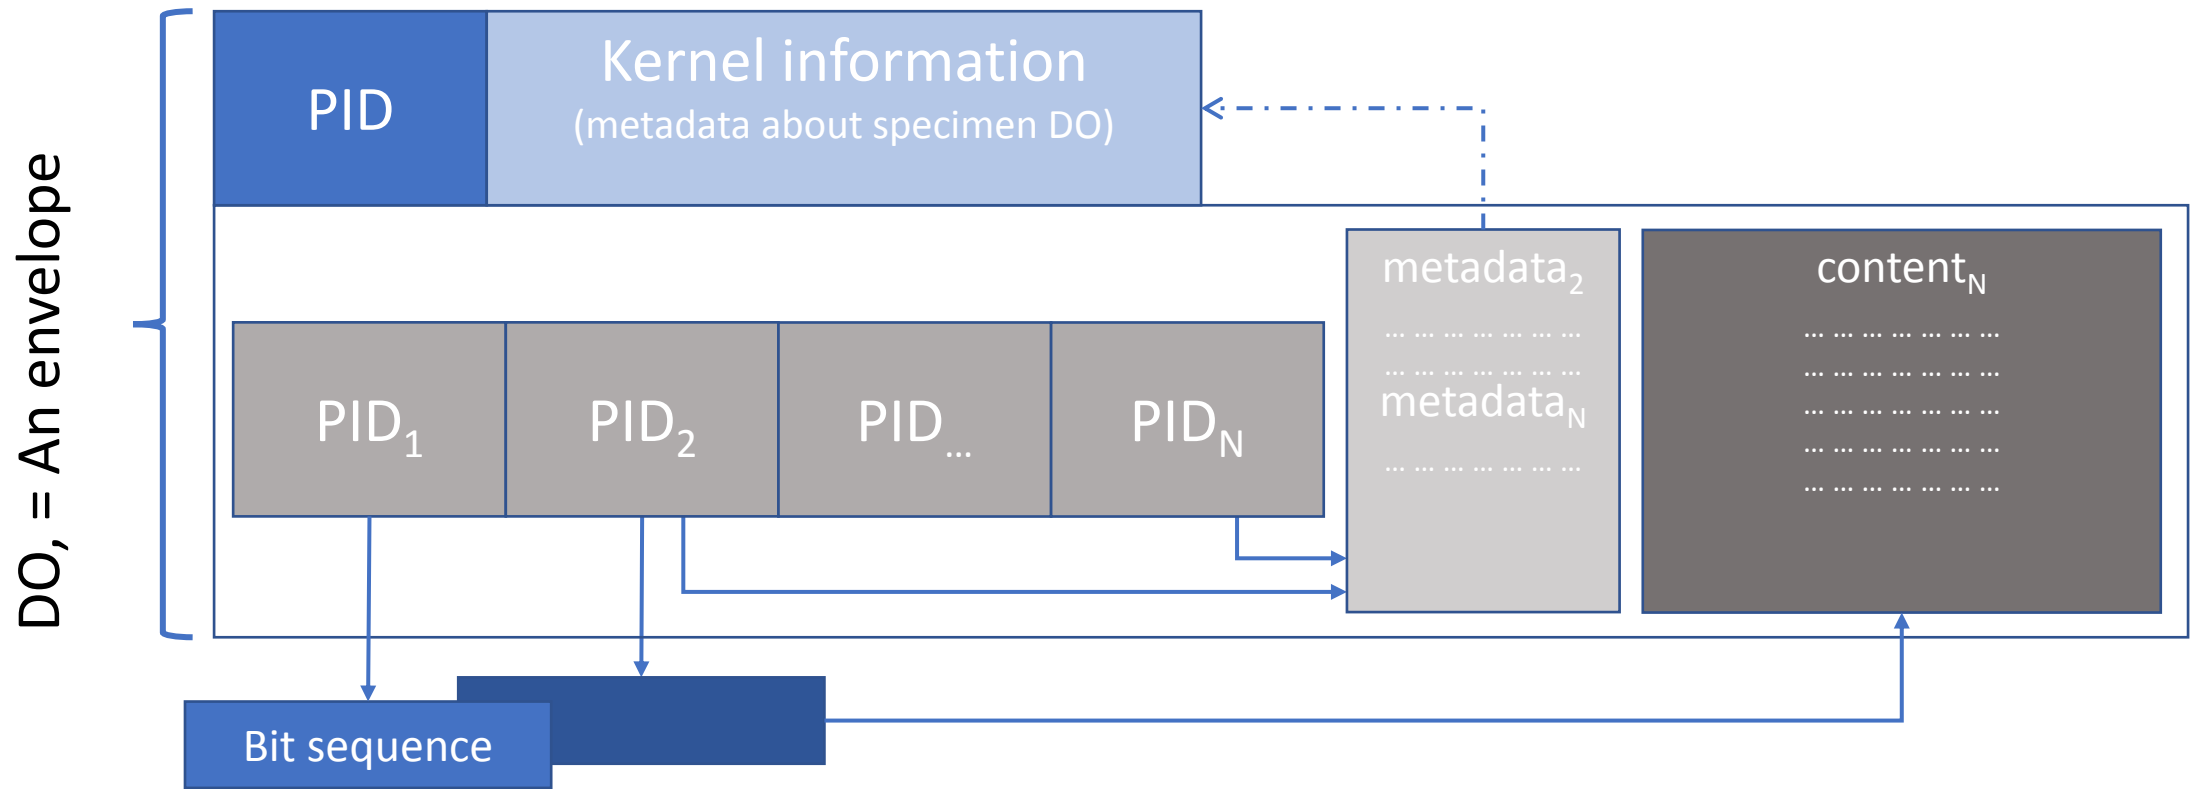 DO, = An envelope
PID
Kernel information
(metadata about specimen DO)
PID1
PID2
PID...
PIDN
metadata2
... ... ... ... ... ... ...
... ... ... ... ... ... ...
metadataN
... ... ... ... ... ... ...
contentN
... ... ... ... ... ... ...
... ... ... ... ... ... ...
... ... ... ... ... ... ...
... ... ... ... ... ... ...
... ... ... ... ... ... ...
Bit sequence